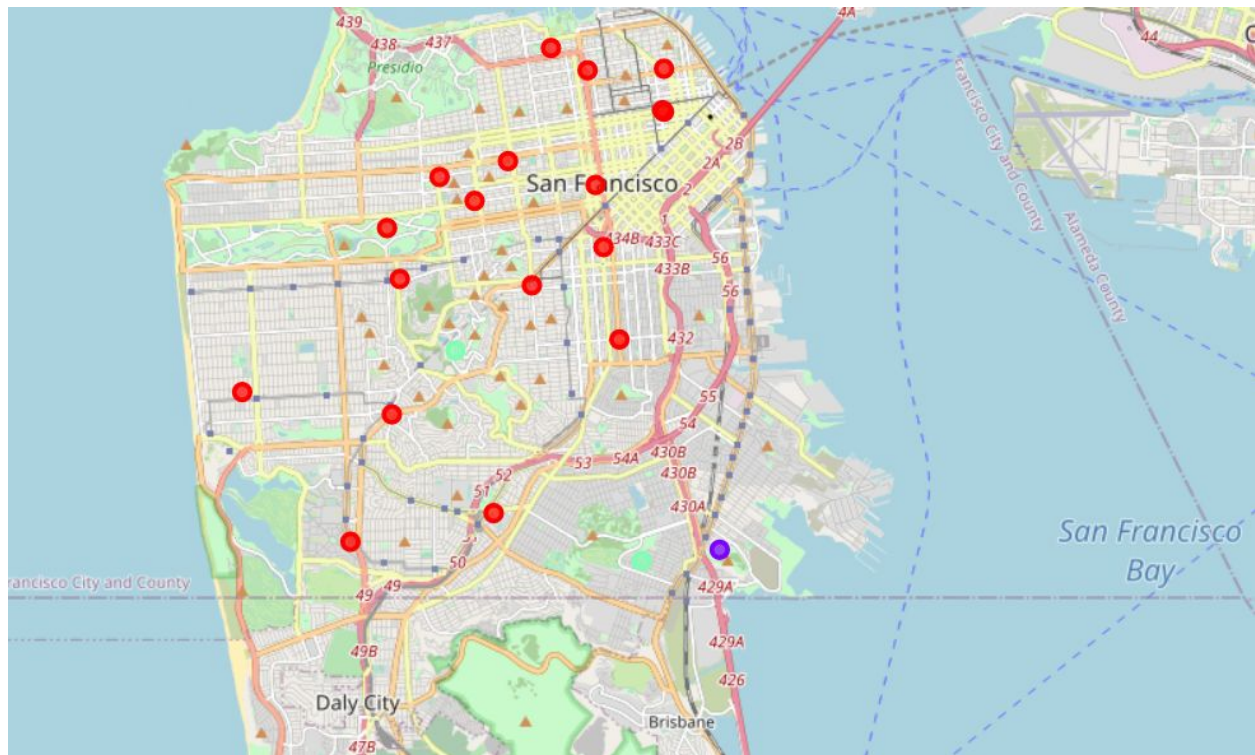 439
438
437
Presidio
4A
44
Francisco City and County
Alameda County
2B
2A
2
San Francisco
1
434B
433C
433B
56
56
432
55
54
53
54A
430B
430B
52
51
430A
50
San Francisco
Bay
rancisco City and County
49
49
429A
429A
49B
426
Daly City
Brisbane
47B